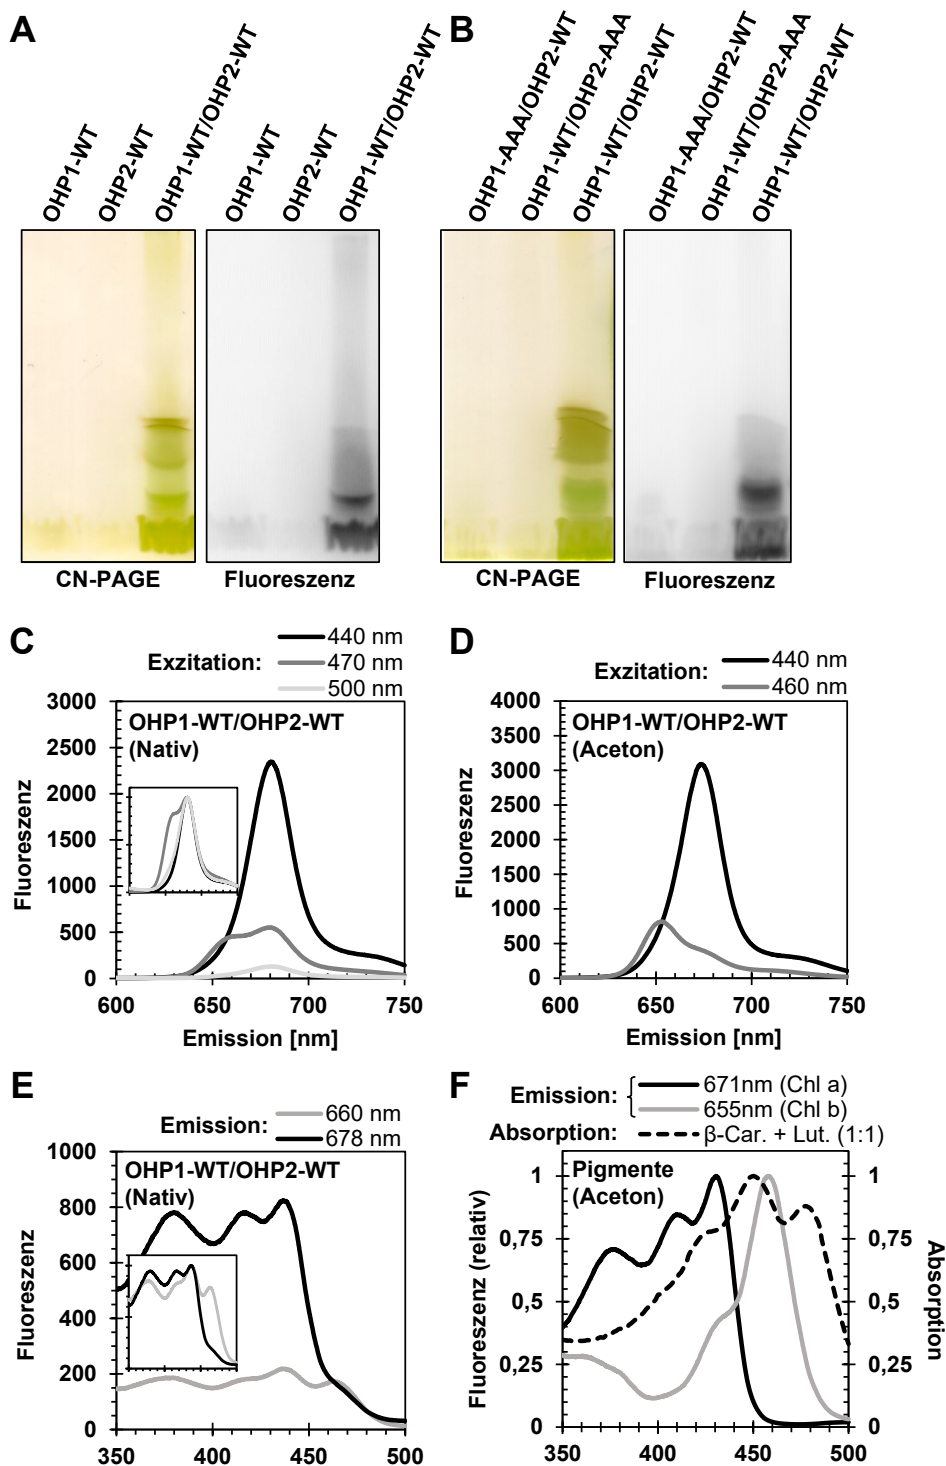 A
OHP1-WT
OHP2-WT
OHP1-WT/OHP2-WT
OHP1-WT
OHP2-WT
OHP1-WT/OHP2-WT
CN-PAGE
Fluoreszenz
B
OHP1-AAA/OHP2-WT
OHP1-WT/OHP2-AAA
OHP1-WT/OHP2-WT
OHP1-AAA/OHP2-WT
OHP1-WT/OHP2-AAA
OHP1-WT/OHP2-WT
CN-PAGE
Fluoreszenz
C
Exzitation:
440 nm
470 nm
500 nm
OHP1-WT/OHP2-WT
(Nativ)
Fluoreszenz
3000
2500
2000
1500
1000
500
0
600
650
700
750
Emission [nm]
D
Exzitation:
440 nm
460 nm
OHP1-WT/OHP2-WT
(Aceton)
Fluoreszenz
4000
3500
3000
2500
2000
1500
1000
500
0
600
650
700
750
Emission [nm]
E
Emission:
660 nm
678 nm
OHP1-WT/OHP2-WT
(Nativ)
Fluoreszenz
1000
800
600
400
200
0
350
400
450
500
F
Emission:
671nm (Chl a)
655nm (Chl b)
Absorption:
β-Car. + Lut. (1:1)
Pigmente
(Aceton)
Fluoreszenz (relativ)
1
0,75
0,5
0,25
0
350
400
450
500
1
0,75
0,5
0,25
0
Absorption